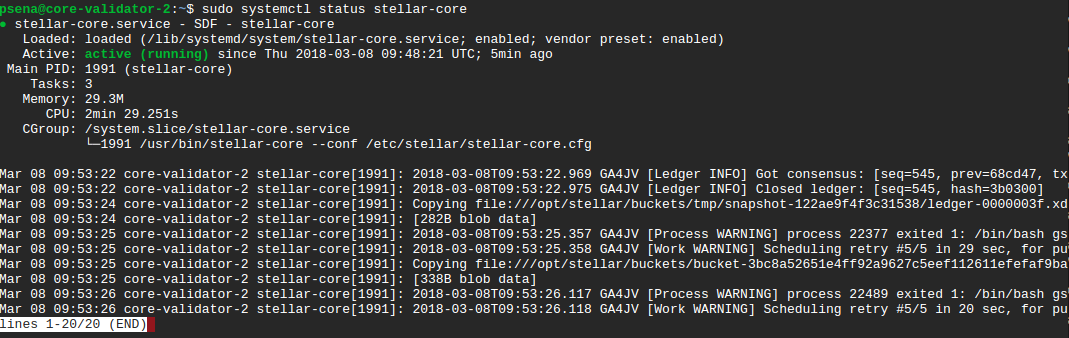 psena@core-validator-2:~$ sudo systemctl status stellar-core
● stellar-core.service - SDF - stellar-core
Loaded: loaded (/lib/systemd/system/stellar-core.service; enabled; vendor preset: enabled)
Active: active (running) since Thu 2018-03-08 09:48:21 UTC; 5min ago
Main PID: 1991 (stellar-core)
Tasks: 3
Memory: 29.3M
CPU: 2min 29.251s
CGroup: /system.slice/stellar-core.service
└─1991 /usr/bin/stellar-core --conf /etc/stellar/stellar-core.cfg
Mar 08 09:53:22 core-validator-2 stellar-core[1991]: 2018-03-08T09:53:22.969 GA4JV [Ledger INFO] Got consensus: [seq=545, prev=68cd47, tx
Mar 08 09:53:22 core-validator-2 stellar-core[1991]: 2018-03-08T09:53:22.975 GA4JV [Ledger INFO] Closed ledger: [seq=545, hash=3b0300]
Mar 08 09:53:24 core-validator-2 stellar-core[1991]: Copying file:///opt/stellar/buckets/tmp/snapshot-122ae9f4f3c31538/ledger-0000003f.xd
Mar 08 09:53:24 core-validator-2 stellar-core[1991]: [282B blob data]
Mar 08 09:53:25 core-validator-2 stellar-core[1991]: 2018-03-08T09:53:25.357 GA4JV [Process WARNING] process 22377 exited 1: /bin/bash gs
Mar 08 09:53:25 core-validator-2 stellar-core[1991]: 2018-03-08T09:53:25.358 GA4JV [Work WARNING] Scheduling retry #5/5 in 29 sec, for pu
Mar 08 09:53:25 core-validator-2 stellar-core[1991]: Copying file:///opt/stellar/buckets/bucket-3bc8a52651e4ff92a9627c5eef112611efefaf9ba
Mar 08 09:53:25 core-validator-2 stellar-core[1991]: [338B blob data]
Mar 08 09:53:26 core-validator-2 stellar-core[1991]: 2018-03-08T09:53:26.117 GA4JV [Process WARNING] process 22489 exited 1: /bin/bash gs
Mar 08 09:53:26 core-validator-2 stellar-core[1991]: 2018-03-08T09:53:26.118 GA4JV [Work WARNING] Scheduling retry #5/5 in 20 sec, for pu
lines 1-20/20 (END)